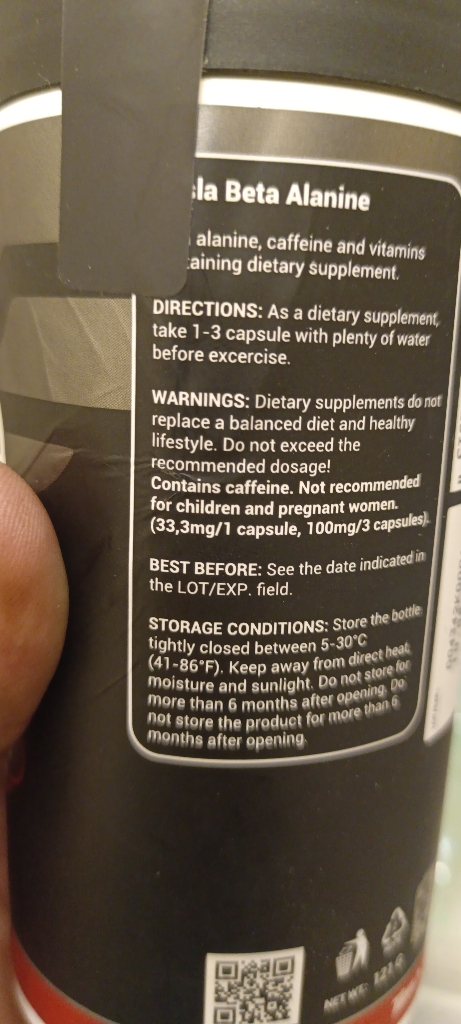 sla Beta Alanine
alanine, caffeine and vitamins
taining dietary supplement.
DIRECTIONS: As a dietary supplement,
take 1-3 capsule with plenty of water
before excercise.
WARNINGS: Dietary supplements do not
replace a balanced diet and healthy
lifestyle. Do not exceed the
recommended dosage!
Contains caffeine. Not recommended
for children and pregnant women.
(33,3mg/1 capsule, 100mg/3 capsules).
BEST BEFORE: See the date indicated in
the LOT/EXP. field.
STORAGE CONDITIONS: Store the bottle
tightly closed between 5-30°C
(41-86°F). Keep away from direct heat,
moisture and sunlight. Do not store for
more than 6 months after opening. Do
not store the product for more than 6
months after opening.
NET WE: 121 G